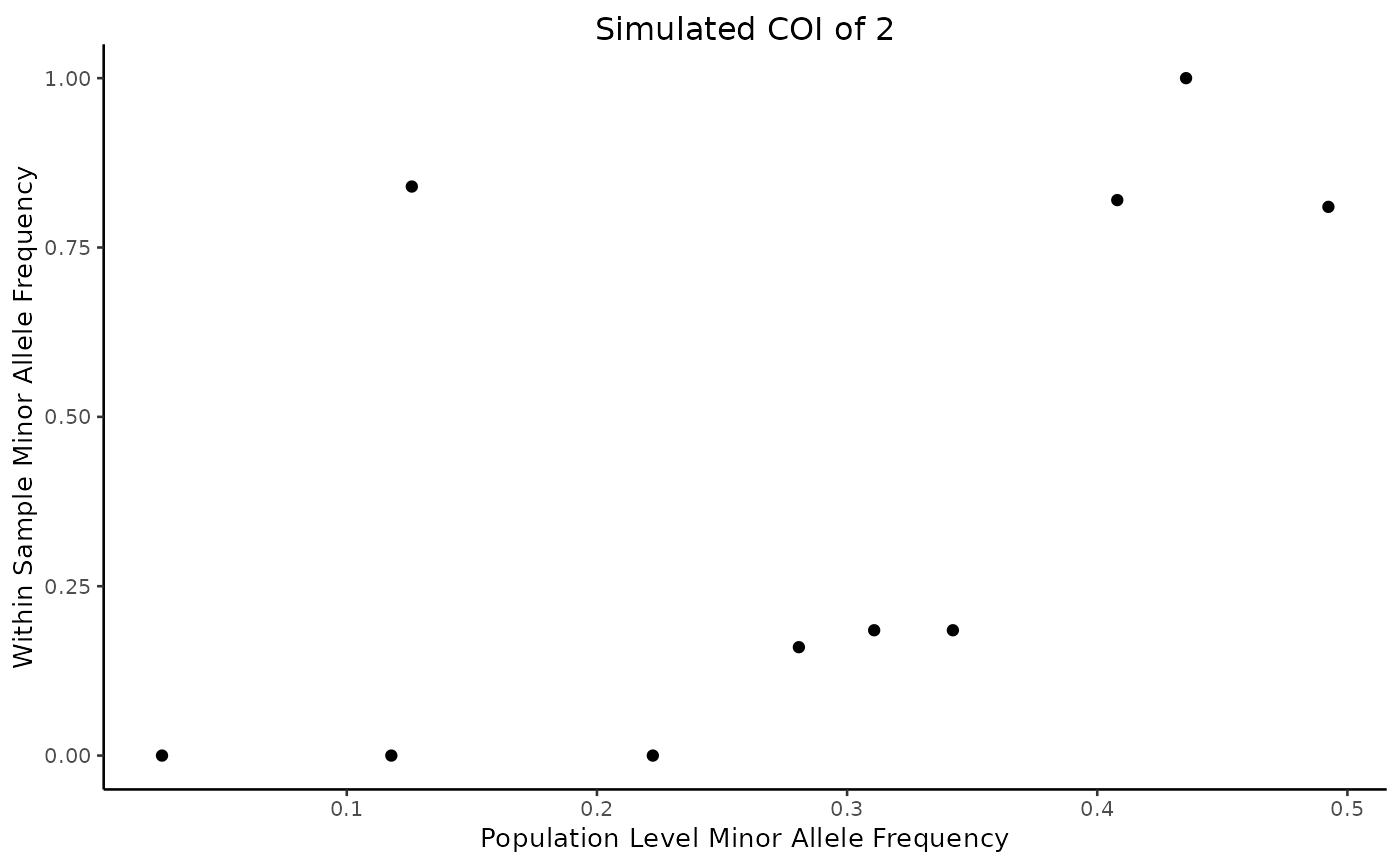 Simulated COI of 2
Within Sample Minor Allele Frequency
1.00
0.75
0.50
0.25
0.00
0.1 0.2 0.3 0.4 0.5
Population Level Minor Allele Frequency